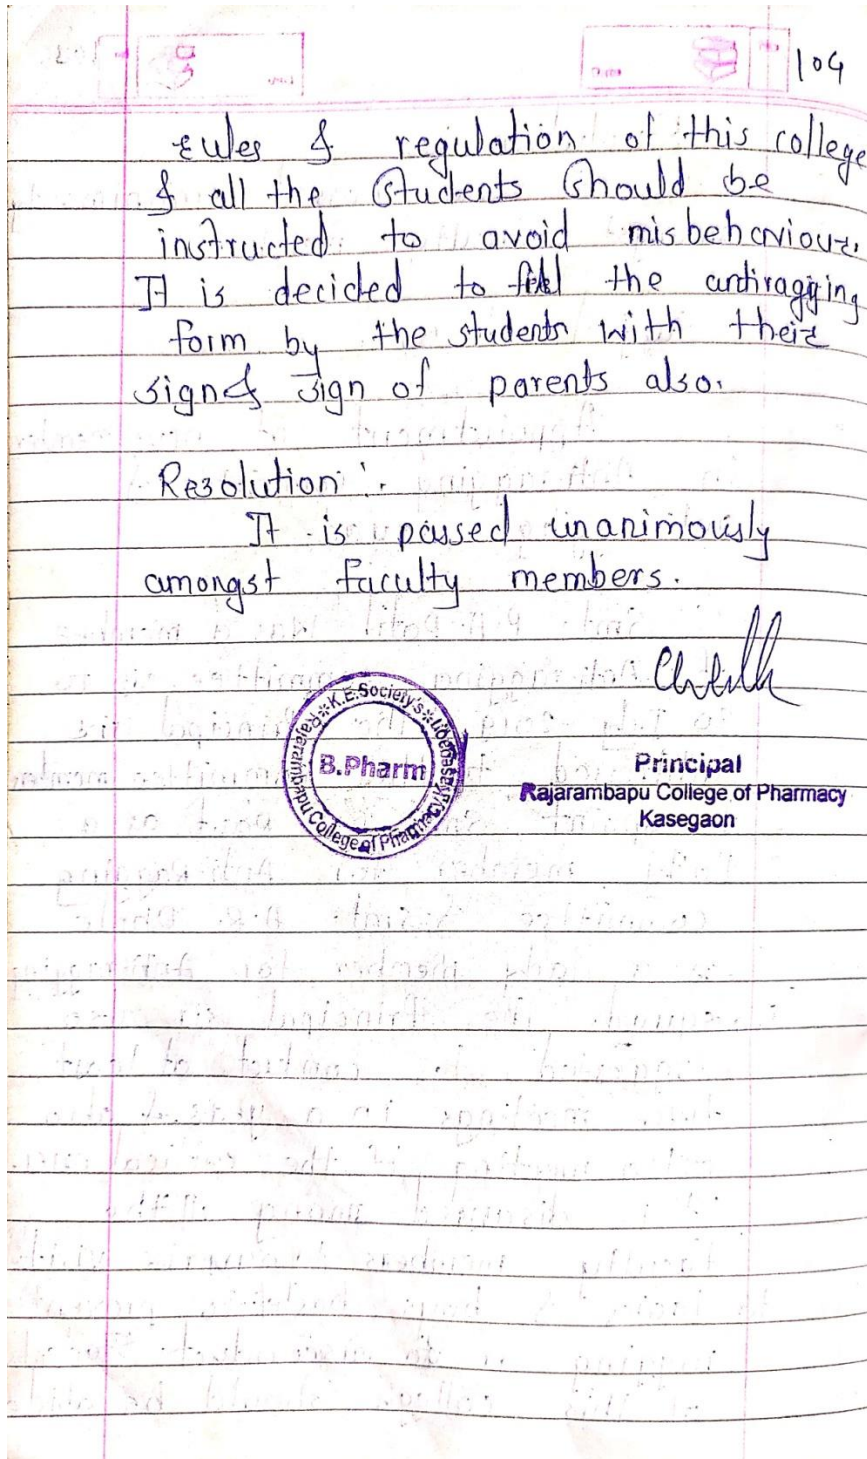 104
rules & regulation of this college
& all the students should be
instructed to avoid misbehaviour.
It is decided to fill the antiragging
form by the students with their
sign & sign of parents also.
Resolution :-
It is passed unanimously
amongst faculty members.
K.E.Society's
Rajarambapu College of Pharmacy, Kasegaon
B.Pharm
Principal
Rajarambapu College of Pharmacy
Kasegaon